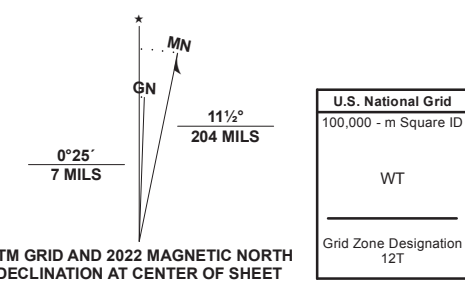 ★
MN
GN
11½°
204 MILS
0°25´
7 MILS
TM GRID AND 2022 MAGNETIC NORTH
DECLINATION AT CENTER OF SHEET
U.S. National Grid
100,000 - m Square ID
WT
Grid Zone Designation
12T